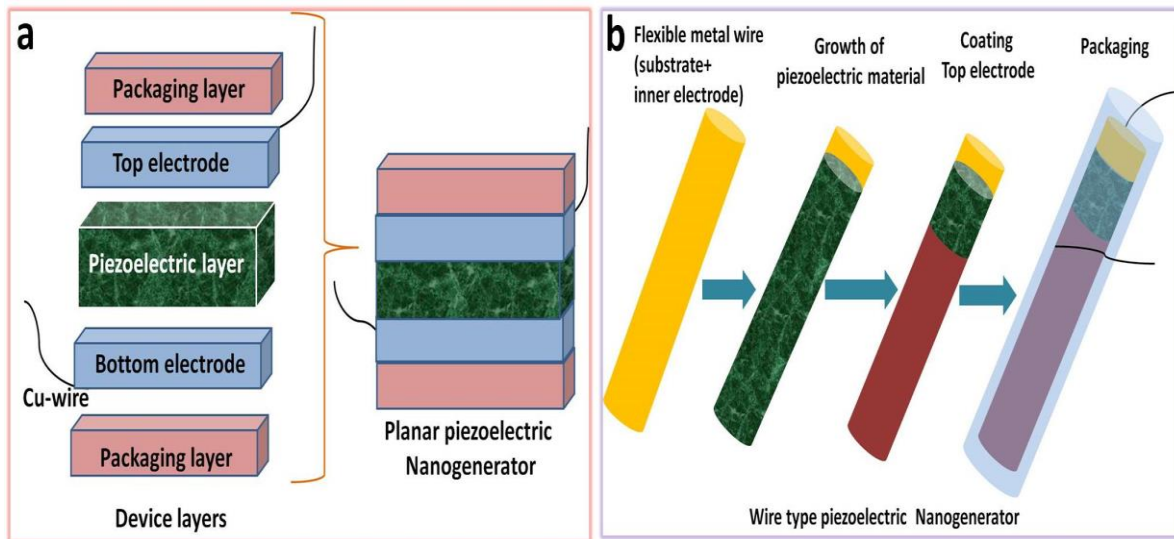 a
Packaging layer
Top electrode
Piezoelectric layer
Bottom electrode
Cu-wire
Packaging layer
Device layers
Planar piezoelectric
Nanogenerator
b
Flexible metal wire
(substrate+
inner electrode)
Growth of
piezoelectric material
Coating
Top electrode
Packaging
Wire type piezoelectric Nanogenerator